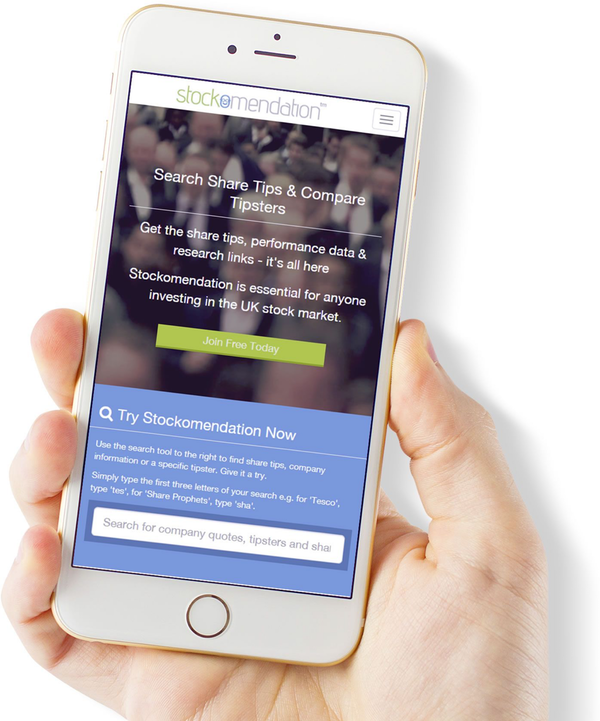 stockomendation™
Search Share Tips & Compare
Tipsters
Get the share tips, performance data &
research links - it's all here
Stockomendation is essential for anyone
investing in the UK stock market.
Join Free Today
Try Stockomendation Now
Use the search tool to the right to find share tips, company
information or a specific tipster. Give it a try.
Simply type the first three letters of your search e.g. for 'Tesco',
type 'tes', for 'Share Prophets', type 'sha'.
Search for company quotes, tipsters and sha